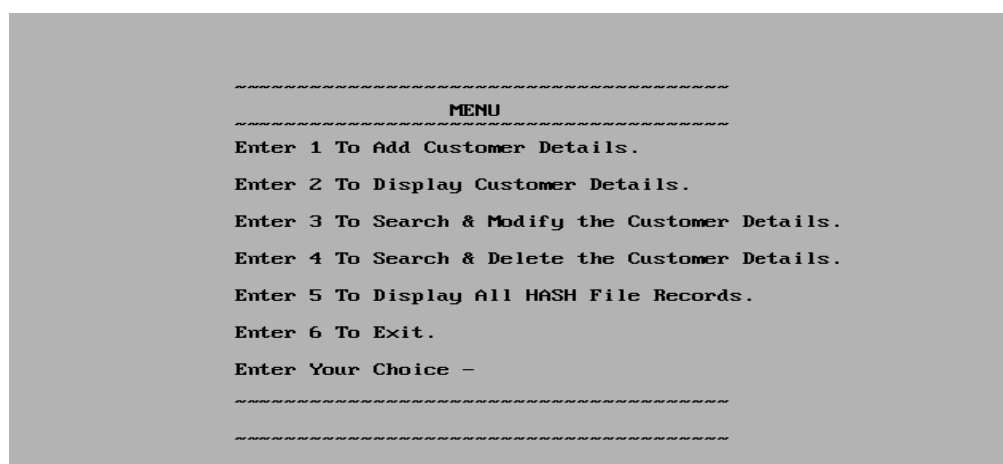 ~~~~~~~~~~~~~~~~~~~~~~~~~~~~~~~~~~~~~~~~
MENU
~~~~~~~~~~~~~~~~~~~~~~~~~~~~~~~~~~~~~~~~
Enter 1 To Add Customer Details.
Enter 2 To Display Customer Details.
Enter 3 To Search & Modify the Customer Details.
Enter 4 To Search & Delete the Customer Details.
Enter 5 To Display All HASH File Records.
Enter 6 To Exit.
Enter Your Choice -
~~~~~~~~~~~~~~~~~~~~~~~~~~~~~~~~~~~~~~~~
~~~~~~~~~~~~~~~~~~~~~~~~~~~~~~~~~~~~~~~~